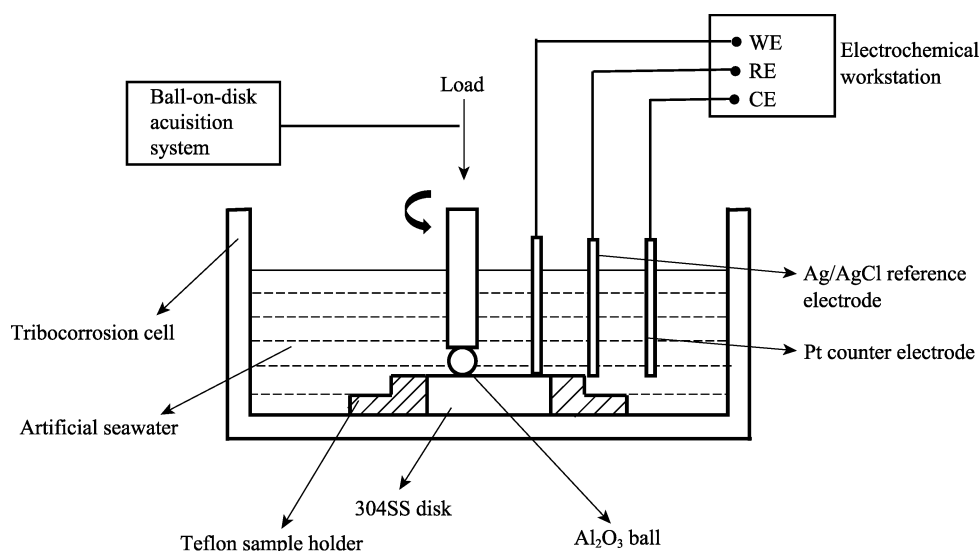 WE
RE
CE
Electrochemical
workstation
Ball-on-disk
acuisition
system
Load
Ag/AgCl reference
electrode
Tribocorrosion cell
Pt counter electrode
Artificial seawater
304SS disk
Teflon sample holder
Al₂O₃ ball